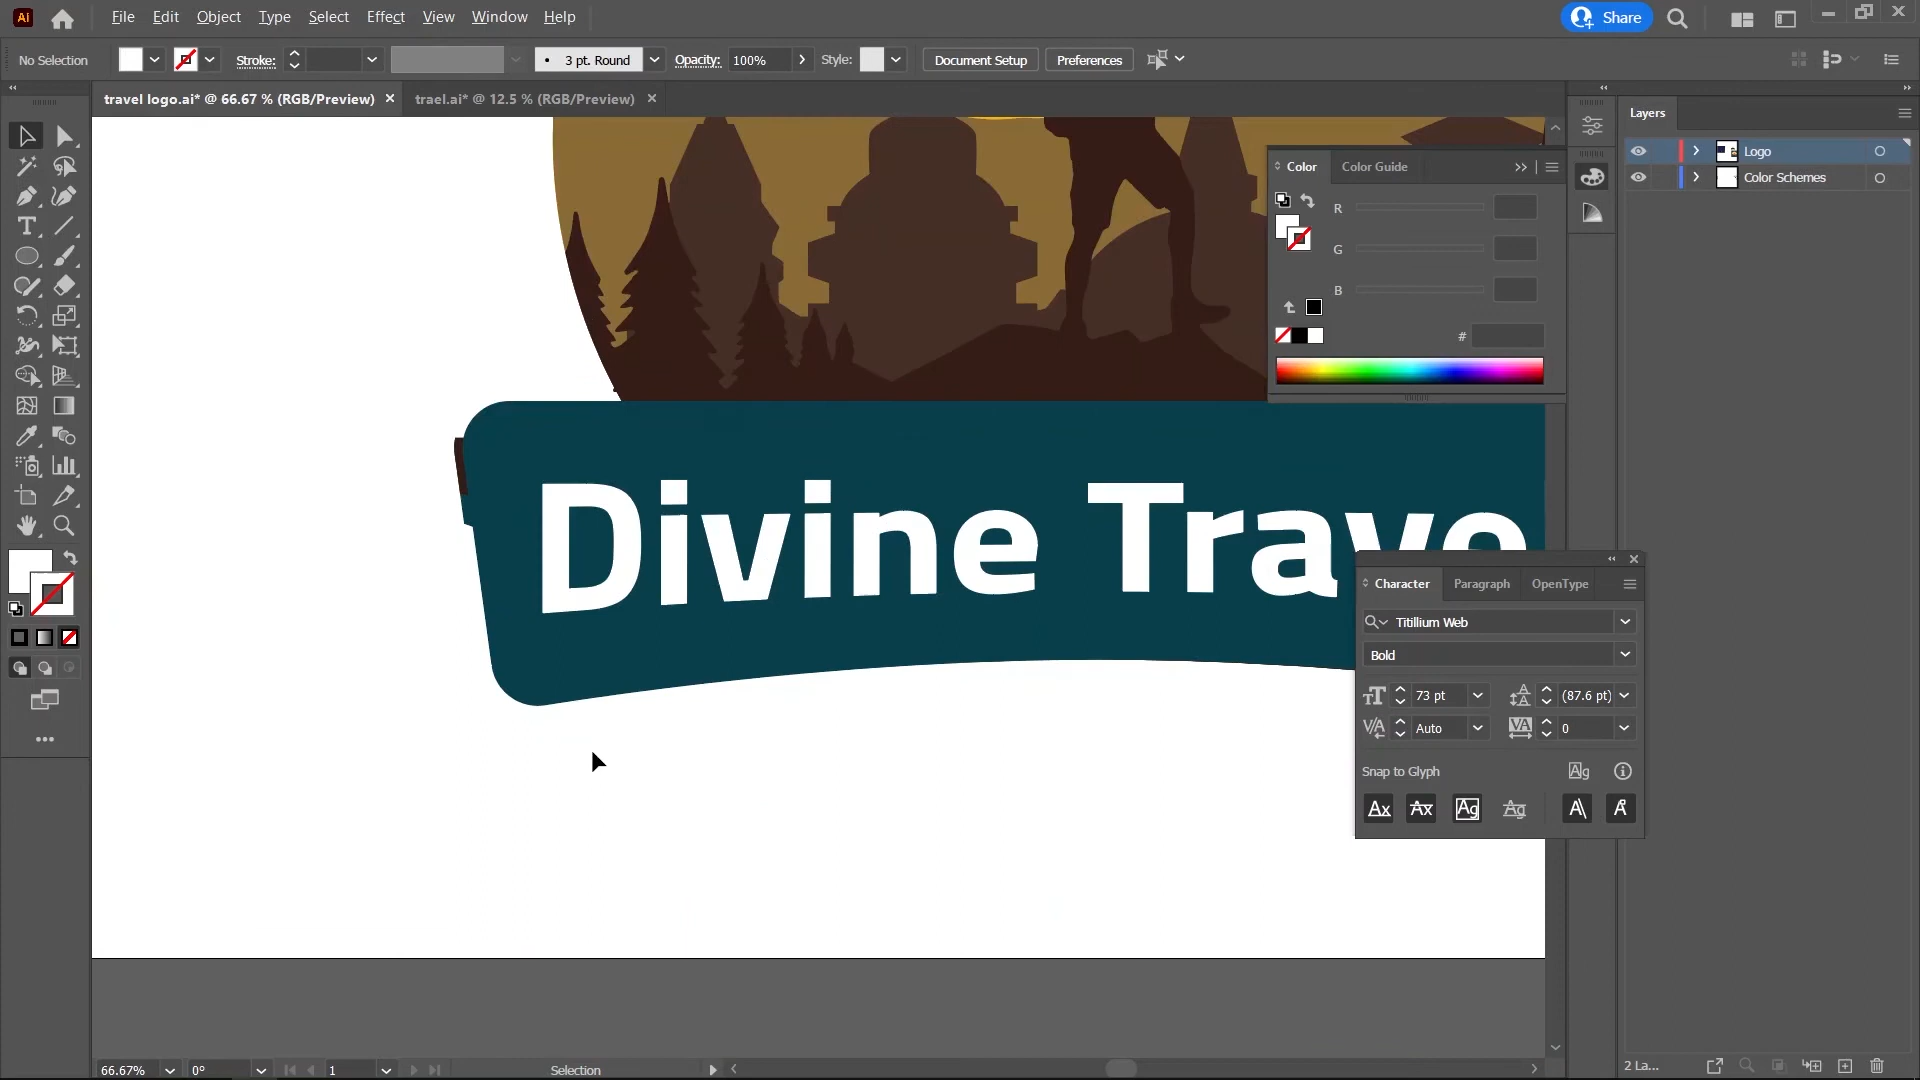 Ai File Edit Object Type Select Effect View Window Help Share
No Selection Stroke: 3 pt. Round Opacity: 100% Style: Document Setup Preferences
travel logo.ai* @ 66.67 % (RGB/Preview) trael.ai* @ 12.5 % (RGB/Preview)
Layers
Logo
Color Schemes
Color Color Guide
R
G
B
#
Divine Trave
Character Paragraph OpenType
Titillium Web
Bold
73 pt (87.6 pt)
Auto 0
Snap to Glyph
66.67% 0° 1 Selection
2 La...